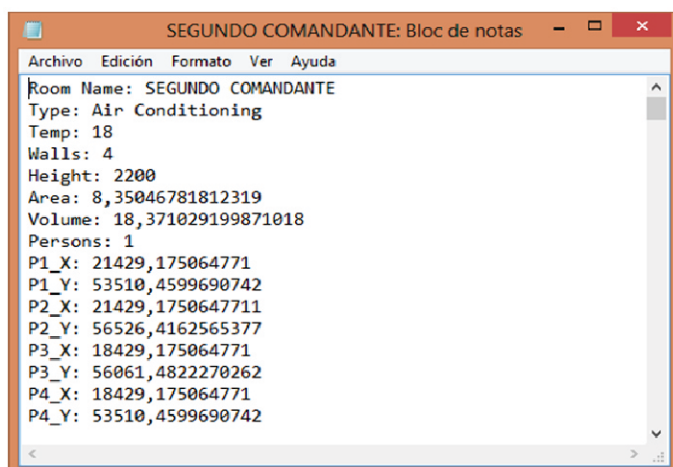 SEGUNDO COMANDANTE: Bloc de notas
Archivo Edición Formato Ver Ayuda
Room Name: SEGUNDO COMANDANTE
Type: Air Conditioning
Temp: 18
Walls: 4
Height: 2200
Area: 8,35046781812319
Volume: 18,371029199871018
Persons: 1
P1_X: 21429,175064771
P1_Y: 53510,4599690742
P2_X: 21429,1750647711
P2_Y: 56526,4162565377
P3_X: 18429,175064771
P3_Y: 56061,4822270262
P4_X: 18429,175064771
P4_Y: 53510,4599690742